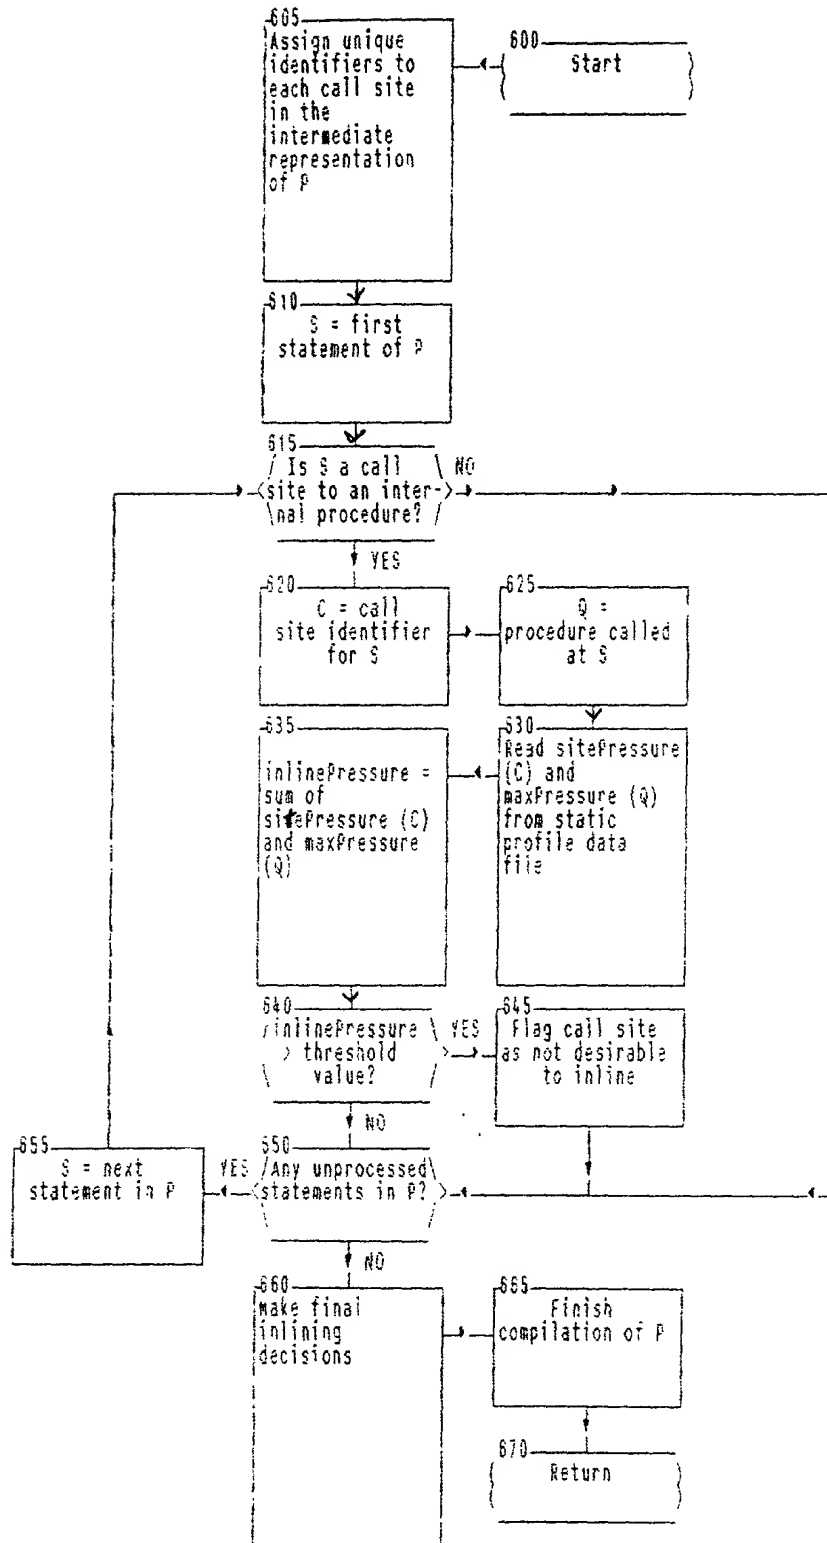 605
Assign unique
identifiers to
each call site
in the
intermediate
representation
of P
600
Start
610
S = first
statement of P
615
Is S a call
site to an inter-
nal procedure?
NO
YES
620
C = call
site identifier
for S
625
Q =
procedure called
at S
630
Read sitePressure
(C) and
maxPressure (Q)
from static
profile data
file
635
inlinePressure =
sum of
sitePressure (C)
and maxPressure
(Q)
640
inlinePressure
> threshold
value?
YES
NO
645
Flag call site
as not desirable
to inline
650
Any unprocessed
statements in P?
YES
NO
655
S = next
statement in P
660
Make final
inlining
decisions
665
Finish
compilation of P
670
Return